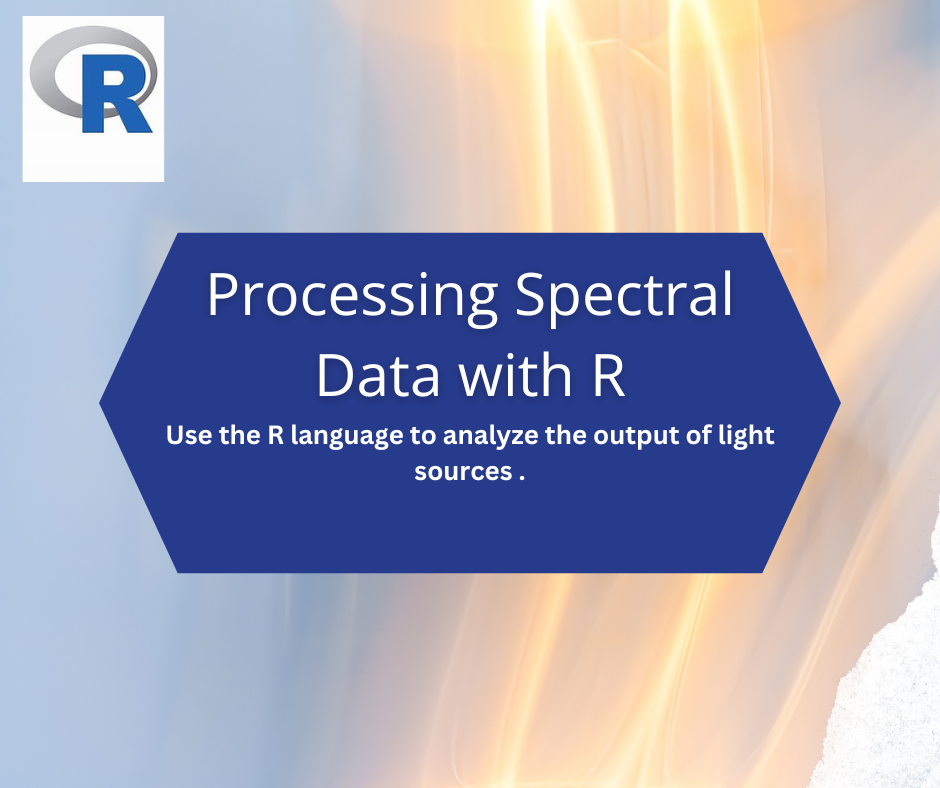 R
Processing Spectral
Data with R
Use the R language to analyze the output of light
sources .